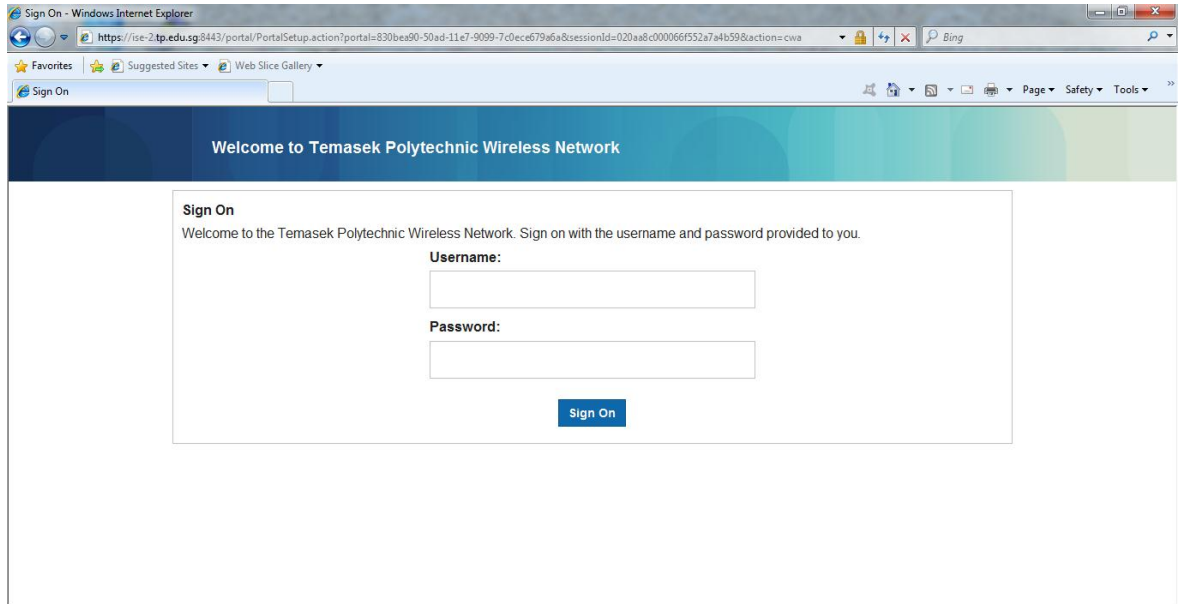 Sign On - Windows Internet Explorer
https://ise-2.tp.edu.sg:8443/portal/PortalSetup.action?portal=830bea90-50ad-11e7-9099-7c0ece679a6a&sessionId=020aa8c000066f552a7a4b59&action=cwa
Bing
Favorites Suggested Sites Web Slice Gallery
Sign On Page Safety Tools »
Welcome to Temasek Polytechnic Wireless Network
Sign On
Welcome to the Temasek Polytechnic Wireless Network. Sign on with the username and password provided to you.
Username:
Password:
Sign On